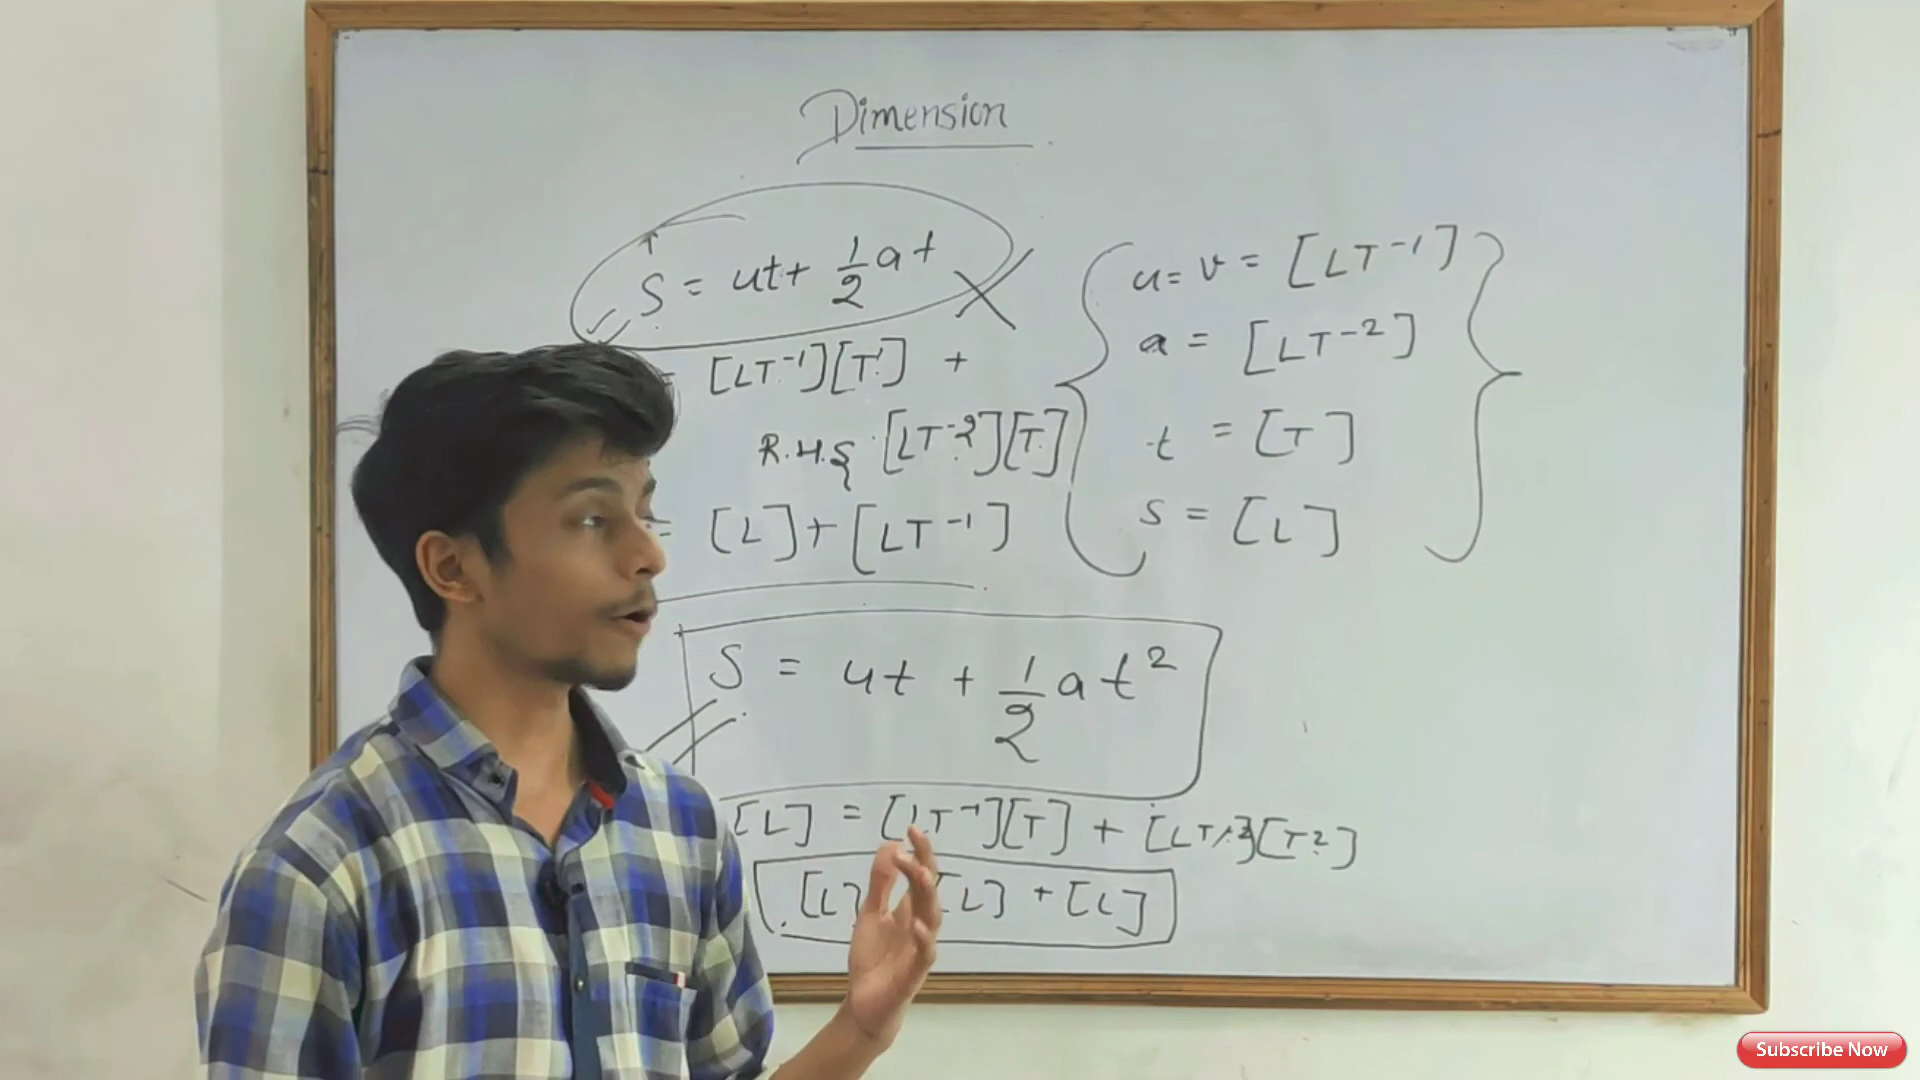 Dimension
S = ut + 1/2 at
= [LT⁻¹][T¹] +
R.H.S [LT⁻²][T]
= [L] + [LT⁻¹]
u = v = [LT⁻¹]
a = [LT⁻²]
t = [T]
s = [L]
S = ut + 1/2 at²
[L] = [LT⁻¹][T] + [LT⁻²][T²]
[L] [L] + [L]
Subscribe Now